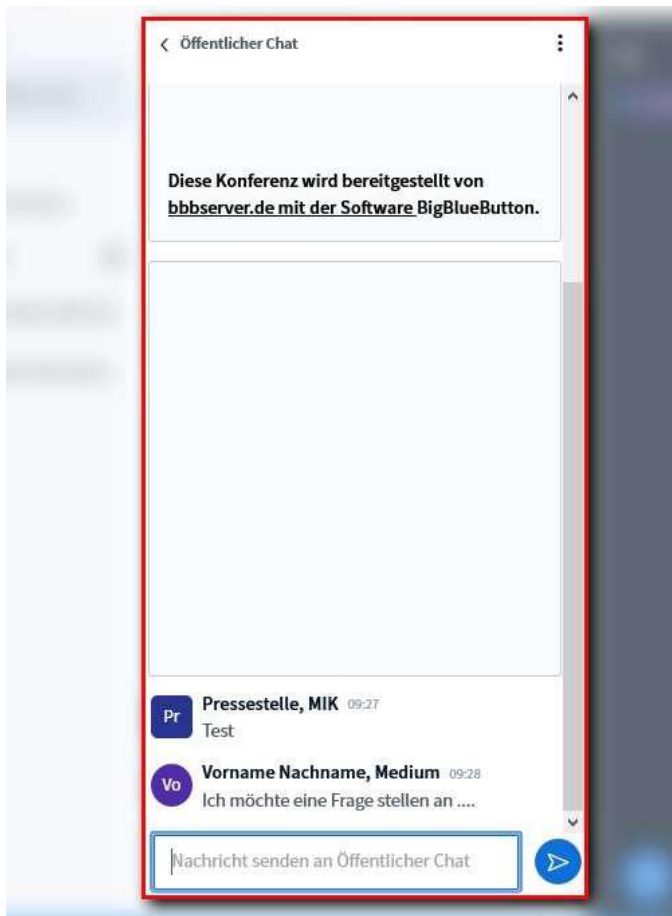 Öffentlicher Chat
Diese Konferenz wird bereitgestellt von
bbbserver.de mit der Software BigBlueButton.
Pr
Pressestelle, MIK 09:27
Test
Vo
Vorname Nachname, Medium 09:28
Ich möchte eine Frage stellen an ....
Nachricht senden an Öffentlicher Chat